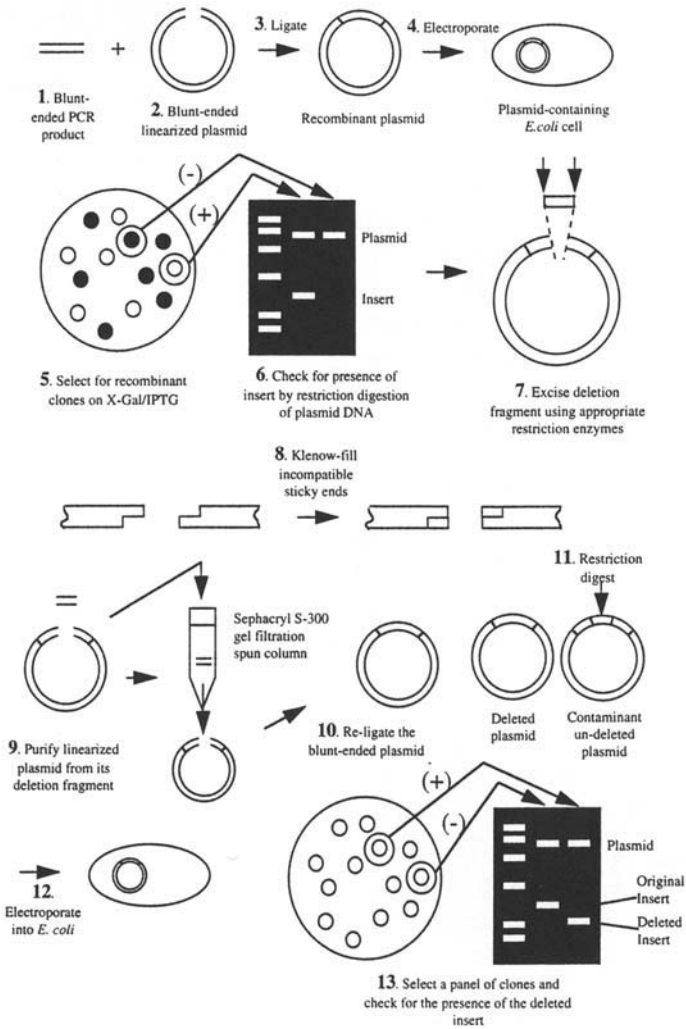 3. Ligate
4. Electroporate
+
1. Blunt-
ended PCR
product
2. Blunt-ended
linearized plasmid
Recombinant plasmid
Plasmid-containing
E.coli cell
(-)
(+)
Plasmid
Insert
5. Select for recombinant
clones on X-Gal/IPTG
6. Check for presence of
insert by restriction digestion
of plasmid DNA
7. Excise deletion
fragment using appropriate
restriction enzymes
8. Klenow-fill
incompatible
sticky ends
11. Restriction
digest
Sephacryl S-300
gel filtration
spun column
9. Purify linearized
plasmid from its
deletion fragment
10. Re-ligate the
blunt-ended plasmid
Deleted
plasmid
Contaminant
un-deleted
plasmid
(+)
(-)
12.
Electroporate
into E. coli
Plasmid
Original
Insert
Deleted
Insert
13. Select a panel of clones and
check for the presence of the deleted
insert